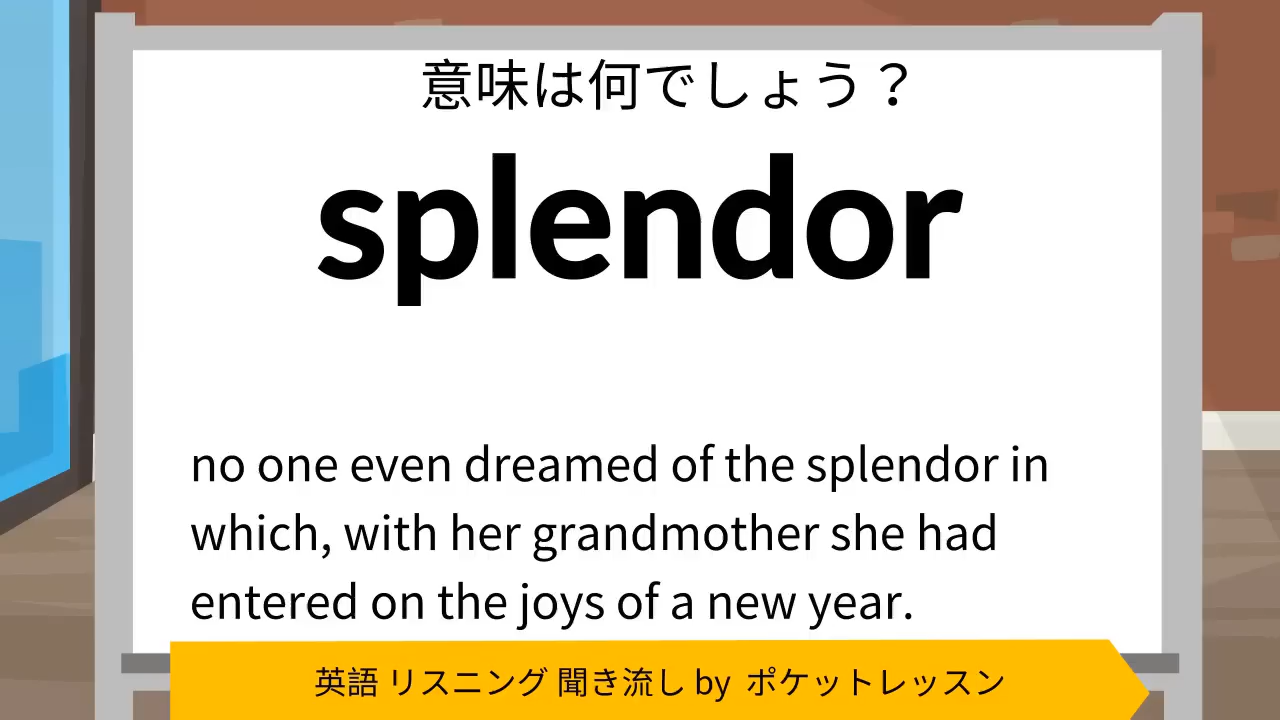 意味は何でしょう？
splendor
no one even dreamed of the splendor in
which, with her grandmother she had
entered on the joys of a new year.
英語 リスニング 聞き流し by ポケットレッスン